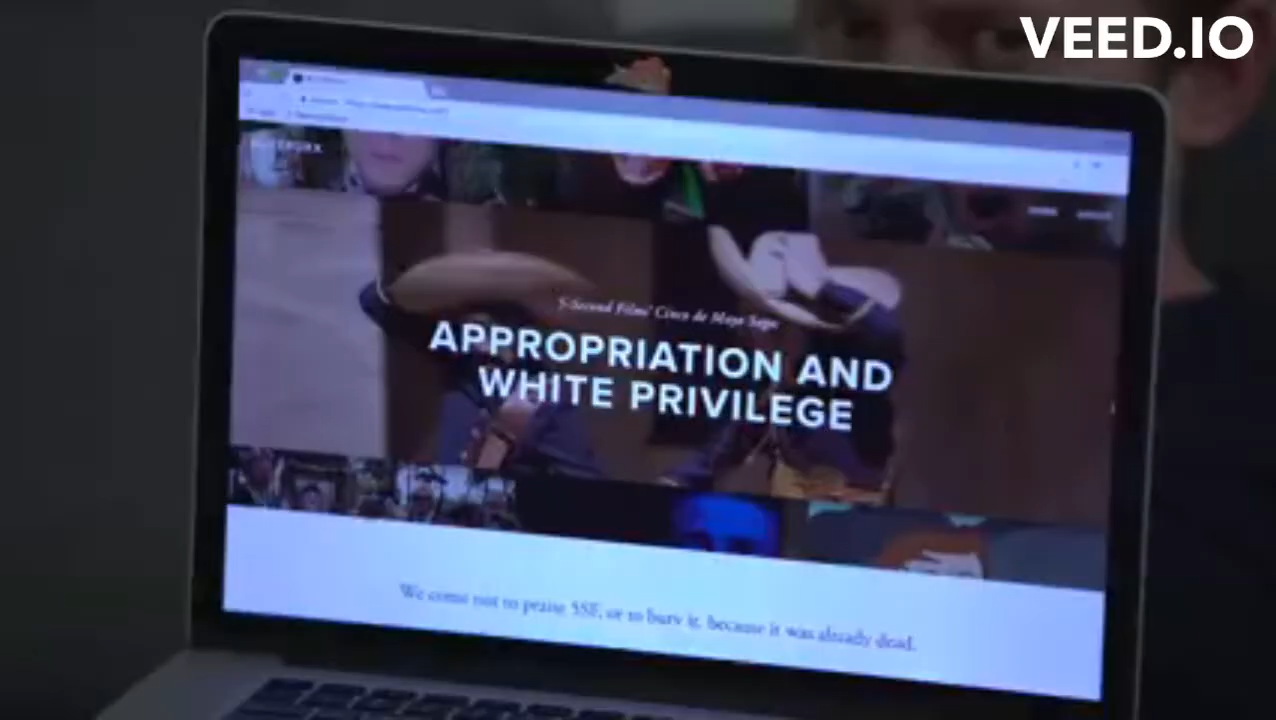 VEED.IO
5-Second Films' Cinco de Mayo Saga
APPROPRIATION AND
WHITE PRIVILEGE
We come not to praise 5SF, or to bury it, because it was already dead.